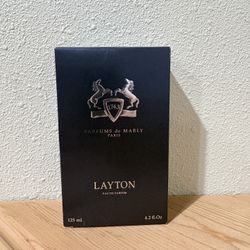 PARFUMS de MARLY
PARIS
LAYTON
EAU DE PARFUM
125 ml 4.2 fl.Oz